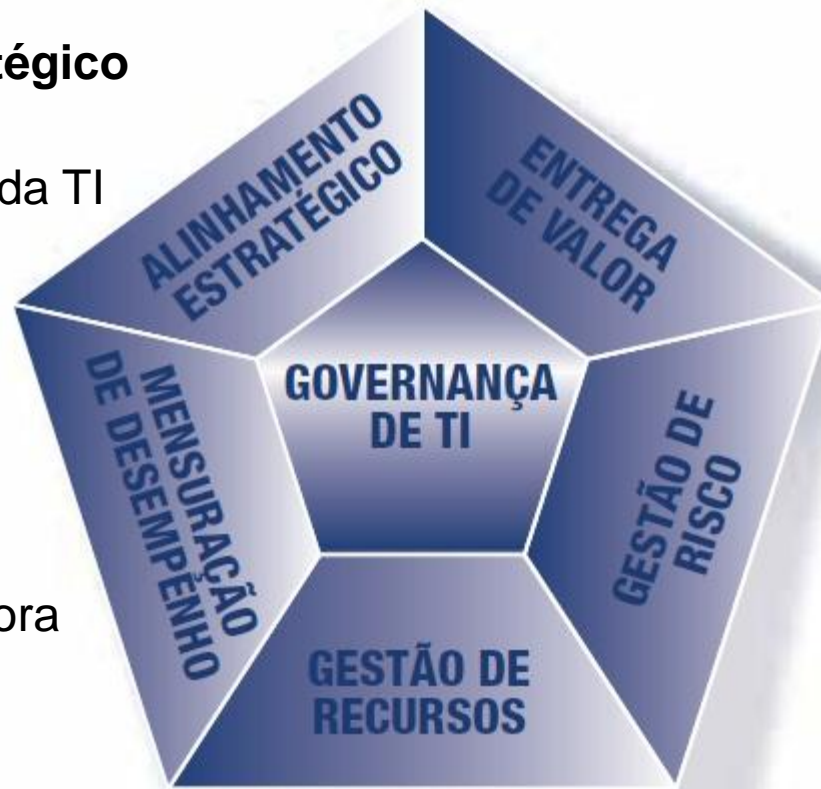 tégico
da TI
ora
ALINHAMENTO
ESTRATÉGICO
ENTREGA
DE VALOR
MENSURAÇÃO
DE DESEMPENHO
GOVERNANÇA
DE TI
GESTÃO DE
RISCO
GESTÃO DE
RECURSOS